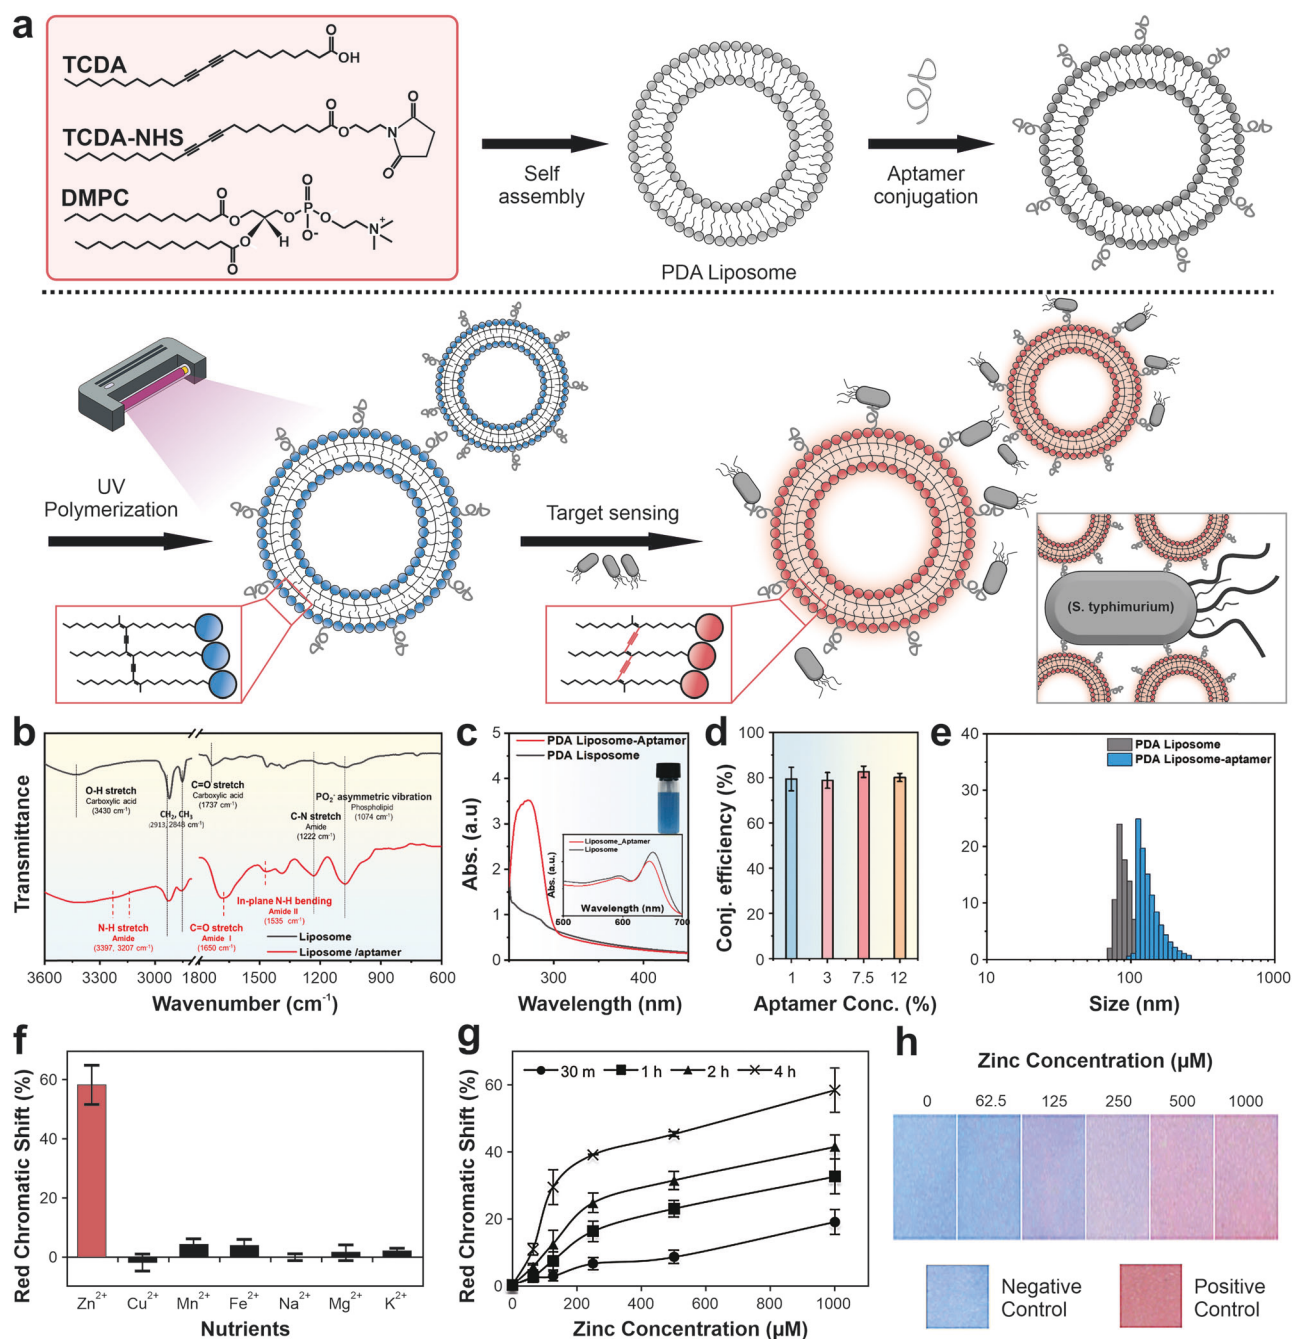 a
TCDA
O
OH
TCDA-NHS
O
O
O
N
O
DMPC
O
O
O
O
P
O
O-
N+
H
O
O
Self
assembly
PDA Liposome
Aptamer
conjugation
UV
Polymerization
Target sensing
(S. typhimurium)
b
Transmittance
O-H stretch
Carboxylic acid
(3430 cm-1)
CH2, CH3
(2913, 2848 cm-1)
C=O stretch
Carboxylic acid
(1737 cm-1)
C-N stretch
Amide
(1222 cm-1)
PO2- asymmetric vibration
Phospholipid
(1074 cm-1)
N-H stretch
Amide
(3397, 3207 cm-1)
C=O stretch
Amide I
(1650 cm-1)
In-plane N-H bending
Amide II
(1535 cm-1)
Liposome
Liposome /aptamer
3600 3000 1800 1500 1200 900 600
Wavenumber (cm-1)
c
PDA Liposome-Aptamer
PDA Lisposome
Abs. (a.u)
5
4
3
2
1
0
Liposome_Aptamer
Liposome
Abs. (a.u.)
500 600 700
Wavelength (nm)
300 400
Wavelength (nm)
d
Conj. efficiency (%)
100
80
60
40
20
0
1 3 7.5 12
Aptamer Conc. (%)
e
PDA Liposome
PDA Liposome-aptamer
10 100 1000
Size (nm)
f
Red Chromatic Shift (%)
60
40
20
0
Zn2+ Cu2+ Mn2+ Fe2+ Na2+ Mg2+ K2+
Nutrients
g
Red Chromatic Shift (%)
60
40
20
0
30 m 1 h 2 h 4 h
0 200 400 600 800 1000
Zinc Concentration (µM)
h
Zinc Concentration (µM)
0 62.5 125 250 500 1000
Negative
Control
Positive
Control